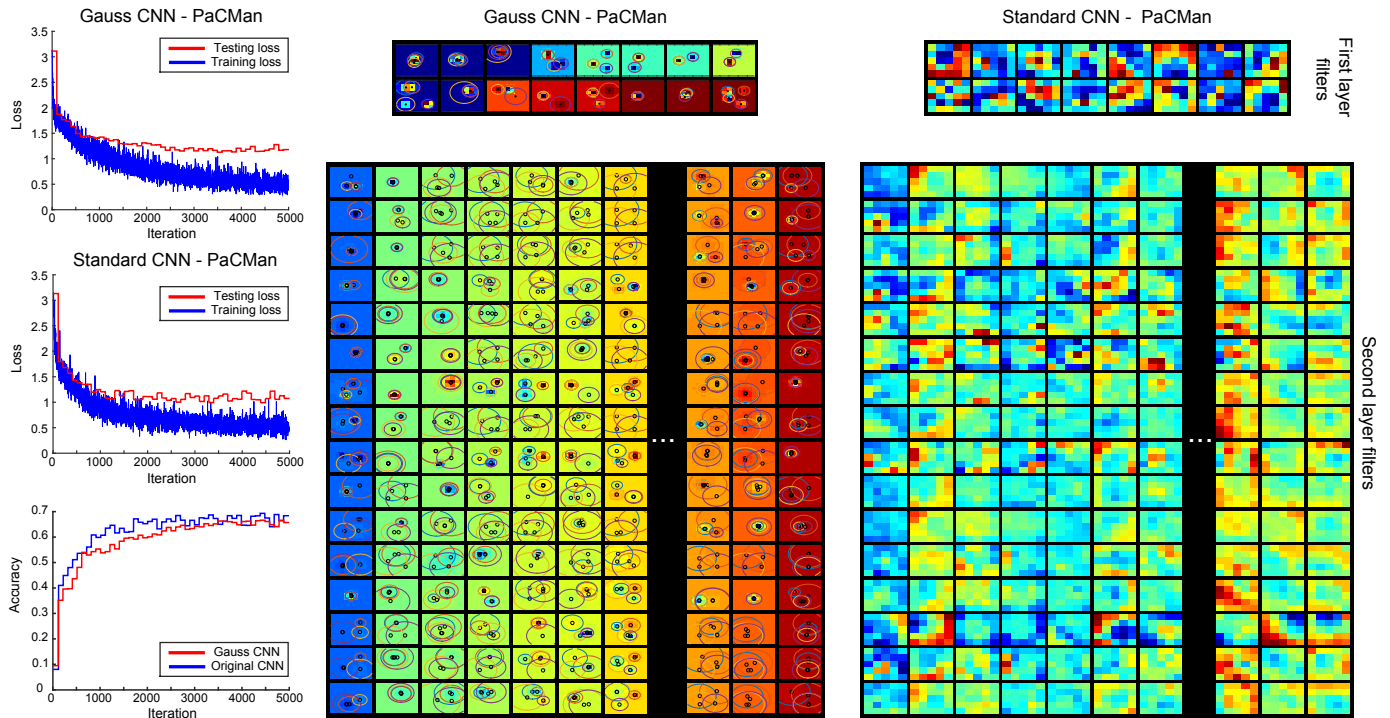 Gauss CNN - PaCMan
3.5
3
2.5
2
1.5
1
0.5
0
Loss
Testing loss
Training loss
0 1000 2000 3000 4000 5000
Iteration
Standard CNN - PaCMan
3.5
3
2.5
2
1.5
1
0.5
0
Loss
Testing loss
Training loss
0 1000 2000 3000 4000 5000
Iteration
0.7
0.6
0.5
0.4
0.3
0.2
0.1
0
Accuracy
Gauss CNN
Original CNN
0 1000 2000 3000 4000 5000
Iteration
Gauss CNN - PaCMan
...
Standard CNN - PaCMan
...
First layer
filters
Second layer filters